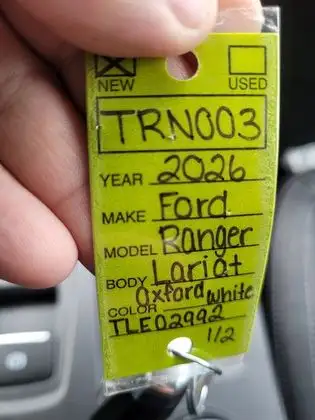 NEW USED
TRN003
YEAR 2026
MAKE Ford
MODEL Ranger
BODY Lariat
COLOR Oxford White
TLE02992
1/2